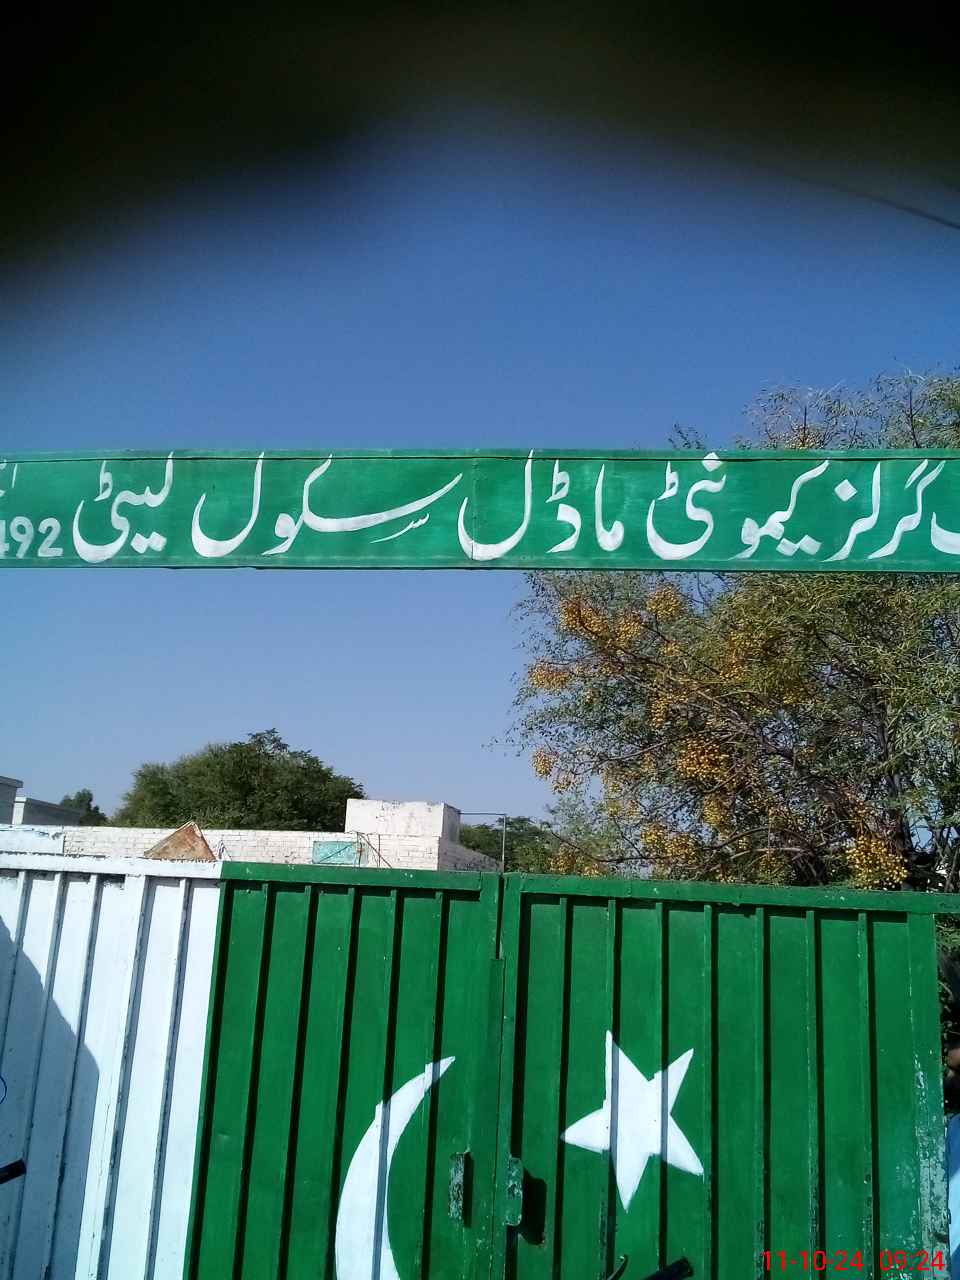 گرلز کیمونٹی ماڈل سکول لیٹی
492
11-10-24 09:24